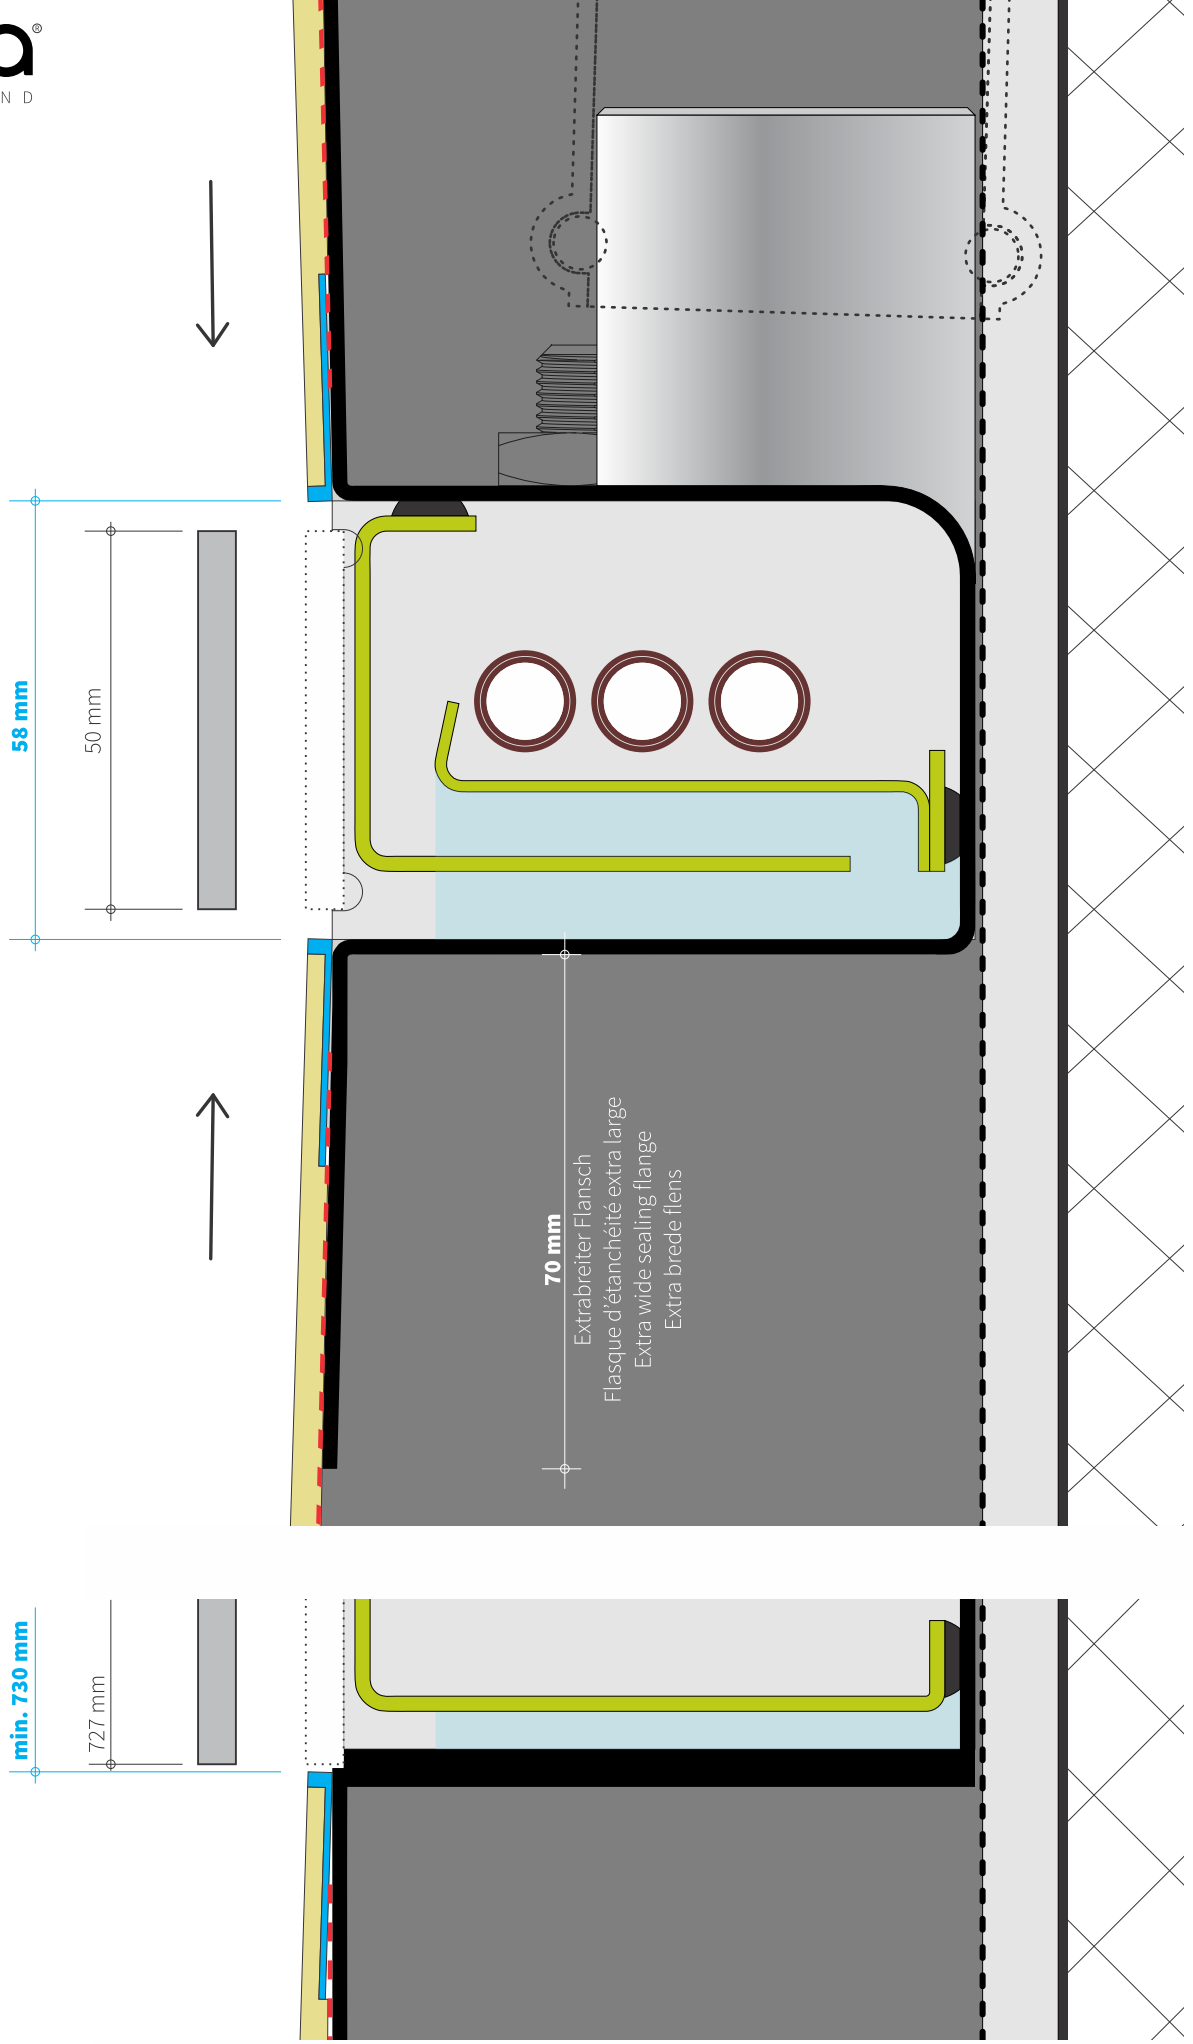 a®
ND
58 mm
50 mm
70 mm
Extrabreiter Flansch
Flasque d'étanchéité extra large
Extra wide sealing flange
Extra brede flens
min. 730 mm
727 mm